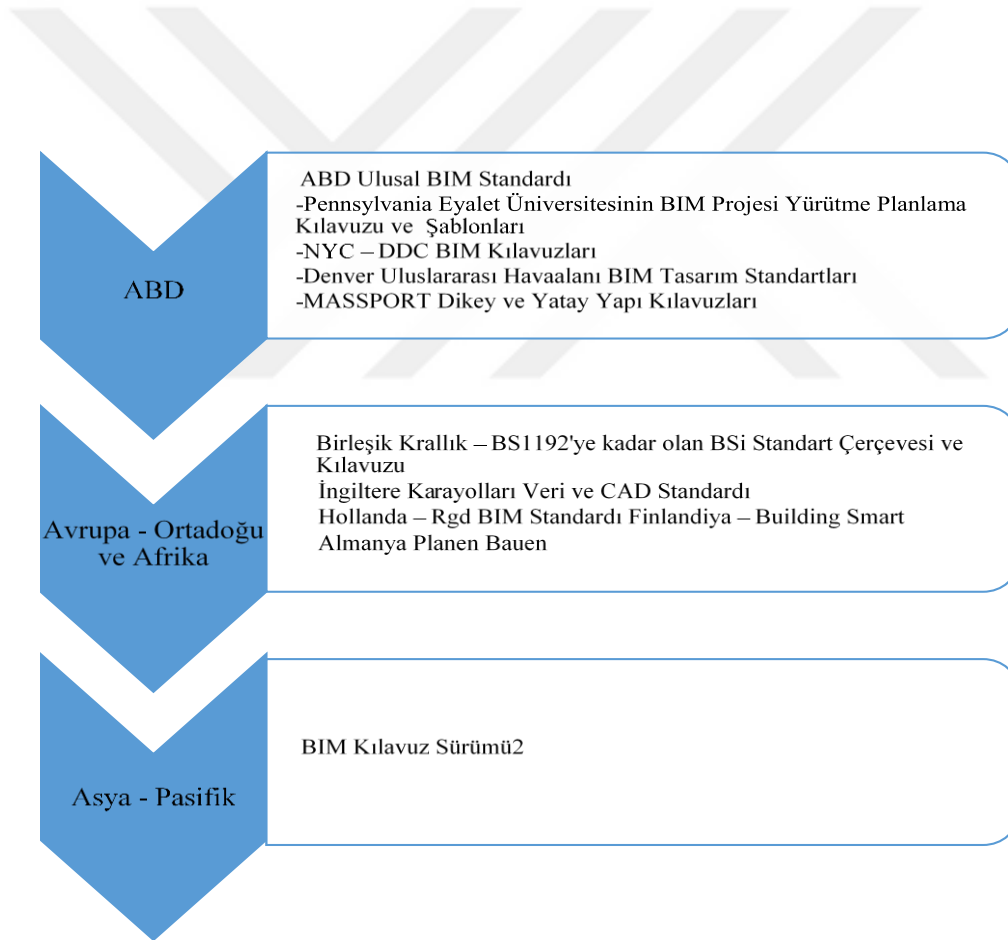 ABD
ABD Ulusal BIM Standardı
-Pennsylvania Eyalet Üniversitesinin BIM Projesi Yürütme Planlama
Kılavuzu ve  Şablonları
-NYC – DDC BIM Kılavuzları
-Denver Uluslararası Havaalanı BIM Tasarım Standartları
-MASSPORT Dikey ve Yatay Yapı Kılavuzları
Avrupa - Ortadoğu
ve Afrika
Birleşik Krallık – BS1192'ye kadar olan BSi Standart Çerçevesi ve
Kılavuzu
İngiltere Karayolları Veri ve CAD Standardı
Hollanda – Rgd BIM Standardı Finlandiya – Building Smart
Almanya Planen Bauen
Asya - Pasifik
BIM Kılavuz Sürümü2